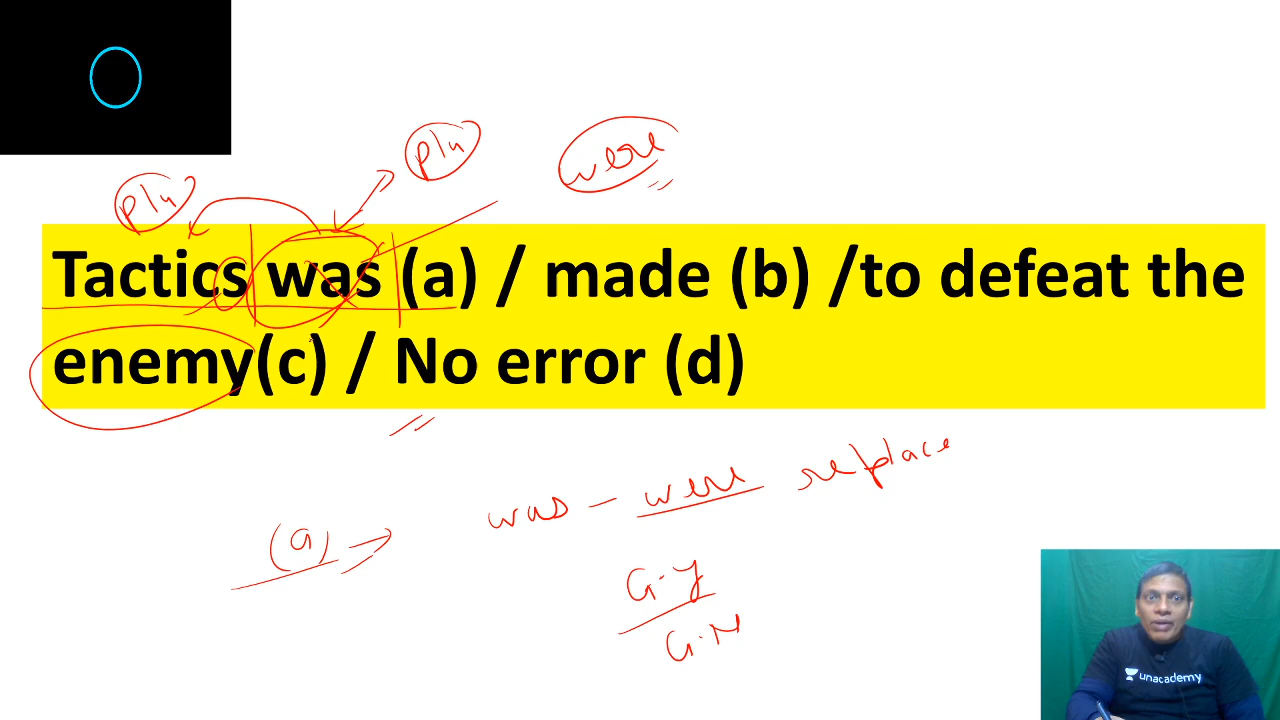 plu
were
plu
Tactics was (a) / made (b) /to defeat the
enemy(c) / No error (d)
(a) → was – were replace
G.Y
G.N
unacademy